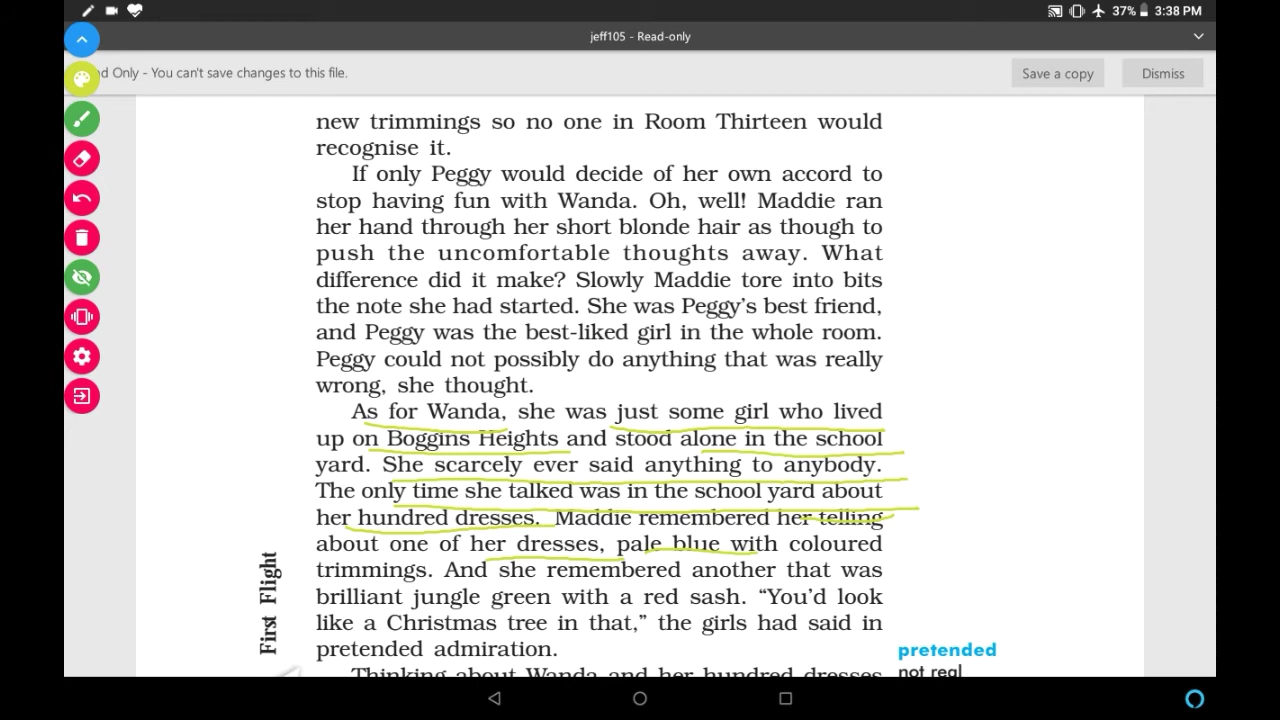 37% 3:38 PM
jeff105 - Read-only
d Only - You can't save changes to this file.
Save a copy
Dismiss
new trimmings so no one in Room Thirteen would
recognise it.
If only Peggy would decide of her own accord to
stop having fun with Wanda. Oh, well! Maddie ran
her hand through her short blonde hair as though to
push the uncomfortable thoughts away. What
difference did it make? Slowly Maddie tore into bits
the note she had started. She was Peggy’s best friend,
and Peggy was the best-liked girl in the whole room.
Peggy could not possibly do anything that was really
wrong, she thought.
As for Wanda, she was just some girl who lived
up on Boggins Heights and stood alone in the school
yard. She scarcely ever said anything to anybody.
The only time she talked was in the school yard about
her hundred dresses. Maddie remembered her telling
about one of her dresses, pale blue with coloured
trimmings. And she remembered another that was
brilliant jungle green with a red sash. “You’d look
like a Christmas tree in that,” the girls had said in
pretended admiration.
Thinking about Wanda and her hundred dresses
First Flight
pretended
not real